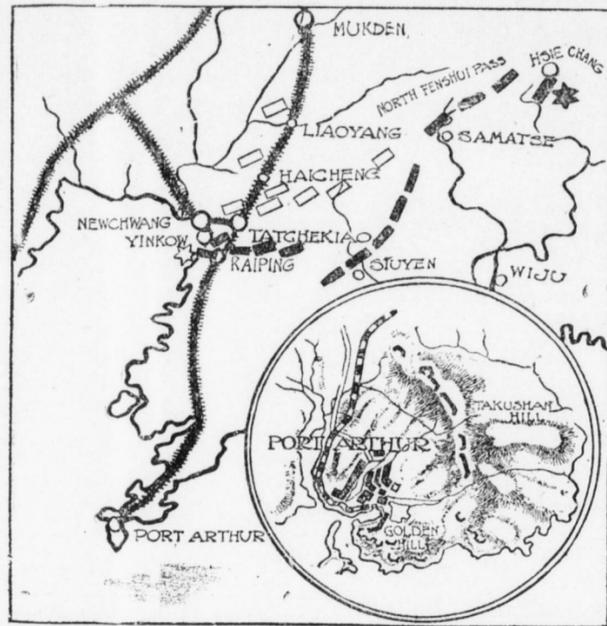 MUKDEN
HSIE CHANG
NORTH FENSHUI PASS
LIAOYANG
SAMATSE
HAICHENG
NEWCHWANG
YINKOW
TATCHEKIAO
KAIPING
SIUYEN
WIJU
TAKUSHAN
HILL
PORT ARTHUR
GOLDEN
HILL
PORT ARTHUR